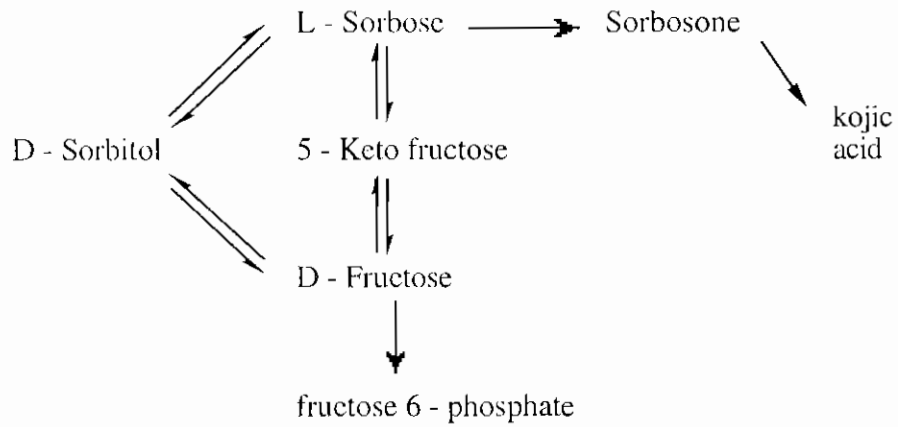 L - Sorbose
Sorbosone
D - Sorbitol
5 - Keto fructose
kojic
acid
D - Fructose
fructose 6 - phosphate